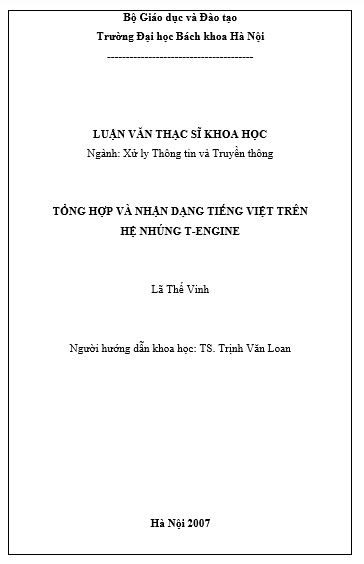 Bộ Giáo dục và Đào tạo
Trường Đại học Bách khoa Hà Nội
---------------------------------------
LUẬN VĂN THẠC SĨ KHOA HỌC
Ngành: Xử lý Thông tin và Truyền thông
TỔNG HỢP VÀ NHẬN DẠNG TIẾNG VIỆT TRÊN
HỆ NHÚNG T-ENGINE
Lã Thế Vinh
Người hướng dẫn khoa học: TS. Trịnh Văn Loan
Hà Nội 2007